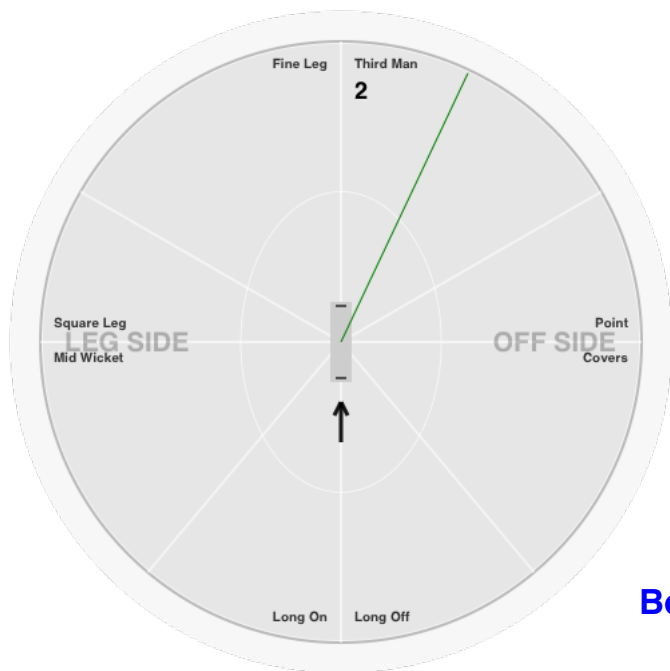 Fine Leg
Third Man
2
Square Leg
Point
LEG SIDE
OFF SIDE
Mid Wicket
Covers
Long On
Long Off